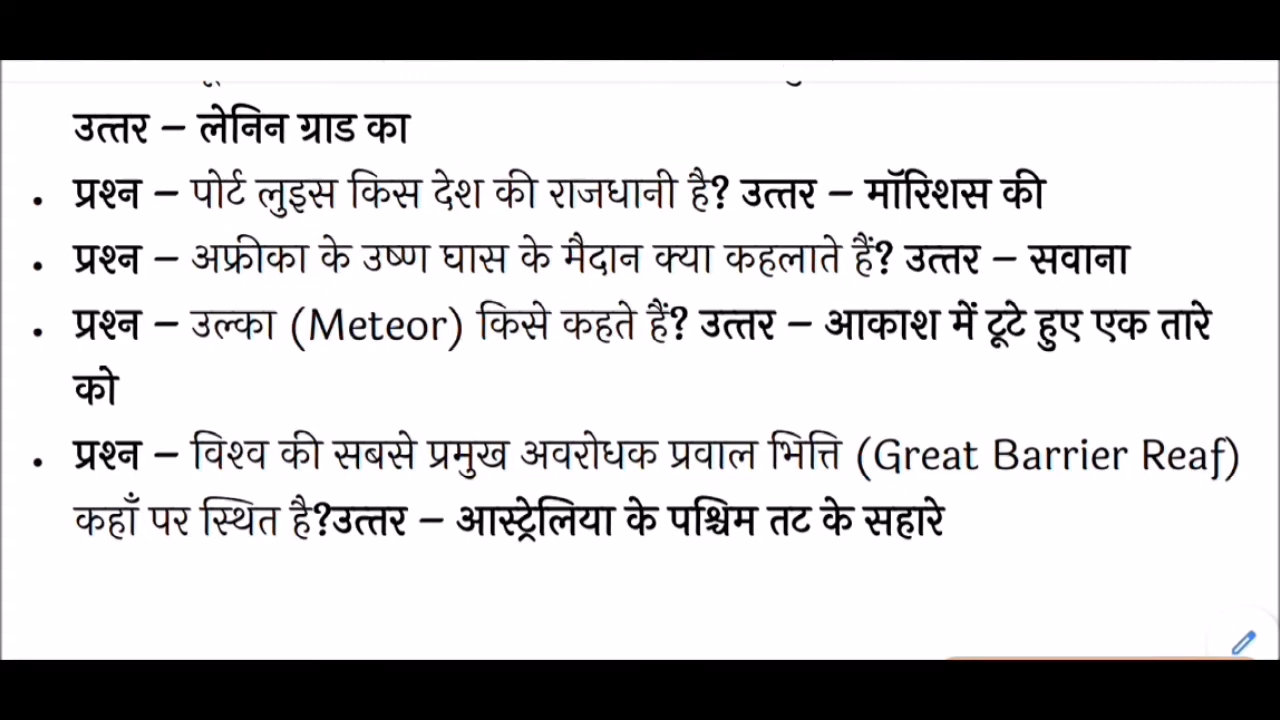 उत्तर – लेनिन ग्राड का
• प्रश्न – पोर्ट लुइस किस देश की राजधानी है? उत्तर – मॉरिशस की
• प्रश्न – अफ्रीका के उष्ण घास के मैदान क्या कहलाते हैं? उत्तर – सवाना
• प्रश्न – उल्का (Meteor) किसे कहते हैं? उत्तर – आकाश में टूटे हुए एक तारे
को
• प्रश्न – विश्व की सबसे प्रमुख अवरोधक प्रवाल भित्ति (Great Barrier Reaf)
कहाँ पर स्थित है?उत्तर – आस्ट्रेलिया के पश्चिम तट के सहारे